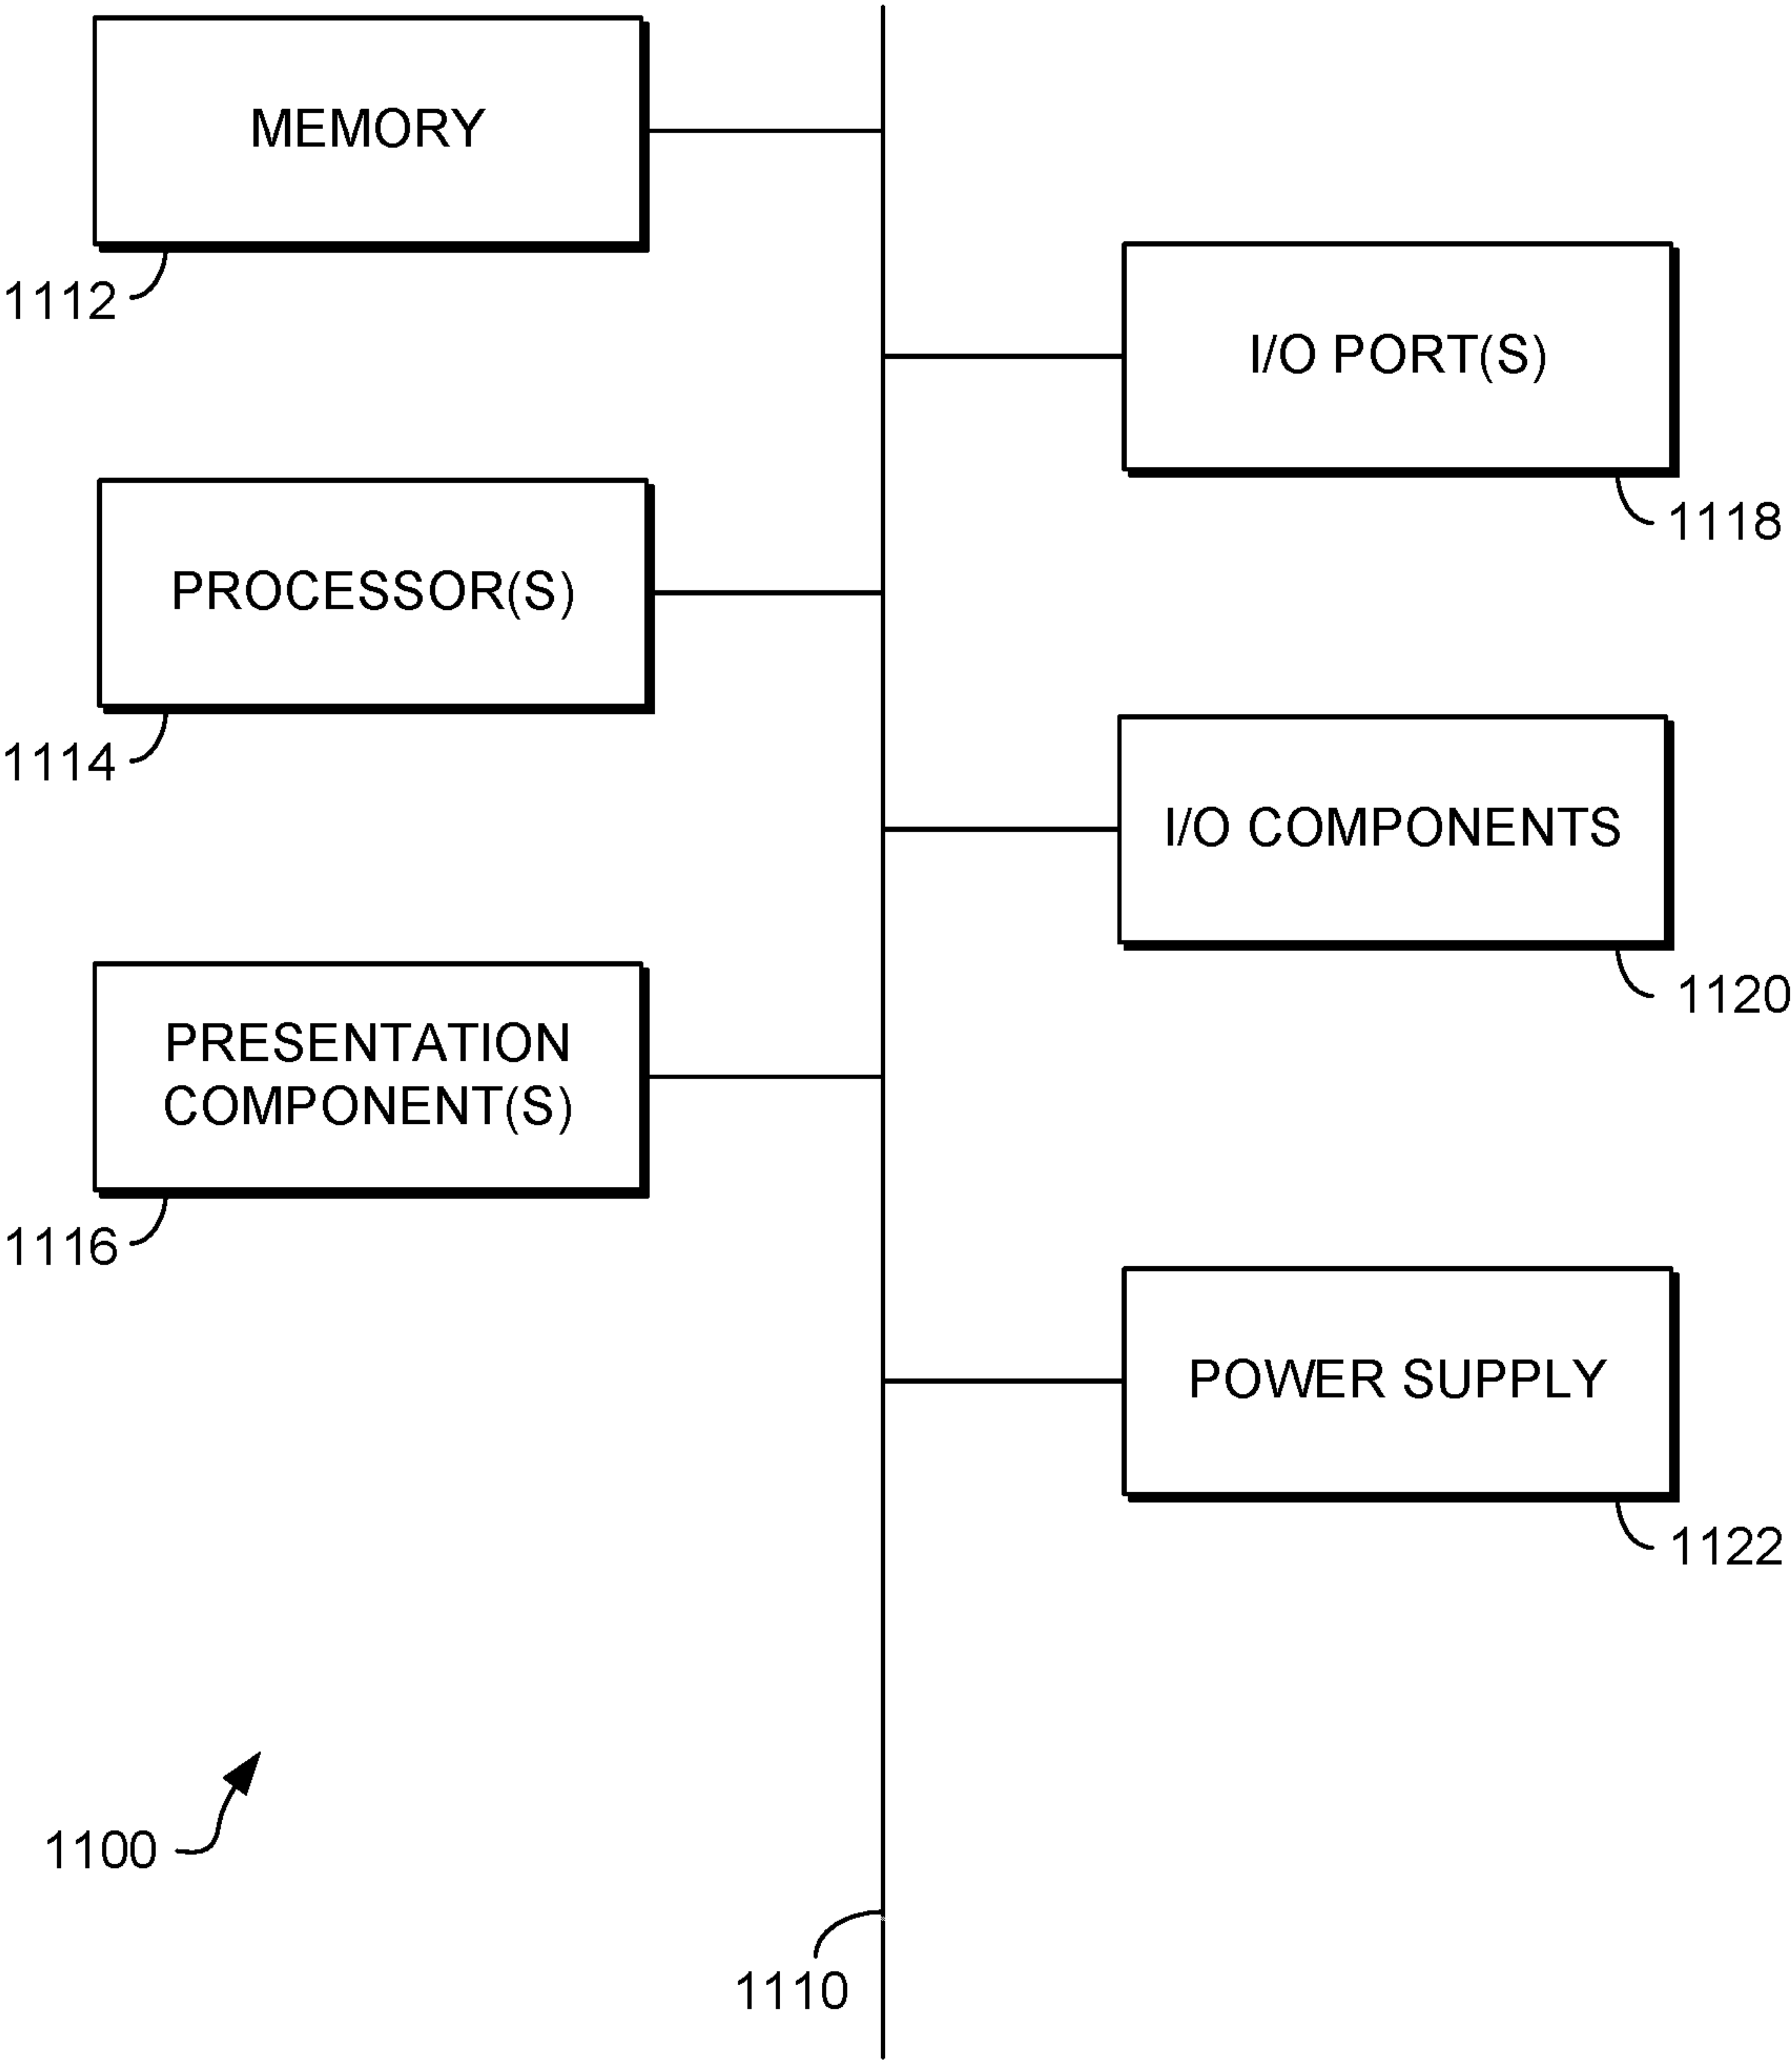 MEMORY
1112
I/O PORT(S)
1118
PROCESSOR(S)
1114
I/O COMPONENTS
1120
PRESENTATION
COMPONENT(S)
1116
POWER SUPPLY
1122
1100
1110